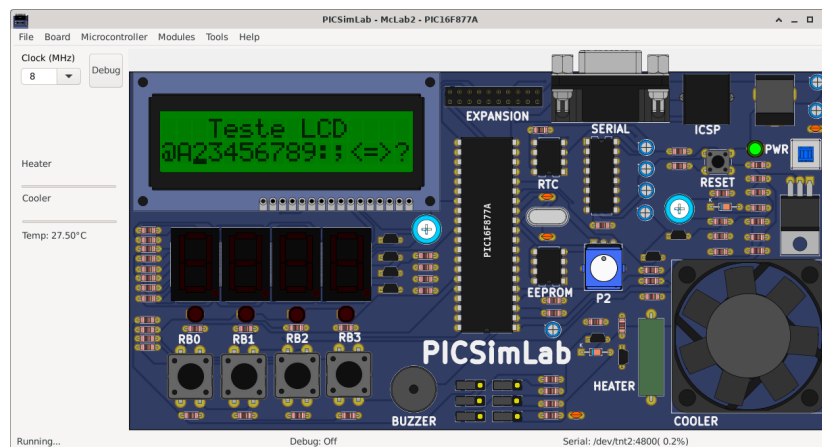 PICSimLab - McLab2 - PIC16F877A
File Board Microcontroller Modules Tools Help
Clock (MHz)
8
Debug
Heater
Cooler
Temp: 27.50°C
Teste LCD
@A23456789:;<=>?
EXPANSION
SERIAL
ICSP
PWR
RTC
RESET
PIC16F877A
EEPROM
P2
RB0
RB1
RB2
RB3
PICSimLab
HEATER
BUZZER
COOLER
Running...
Debug: Off
Serial: /dev/tnt2:4800( 0.2%)